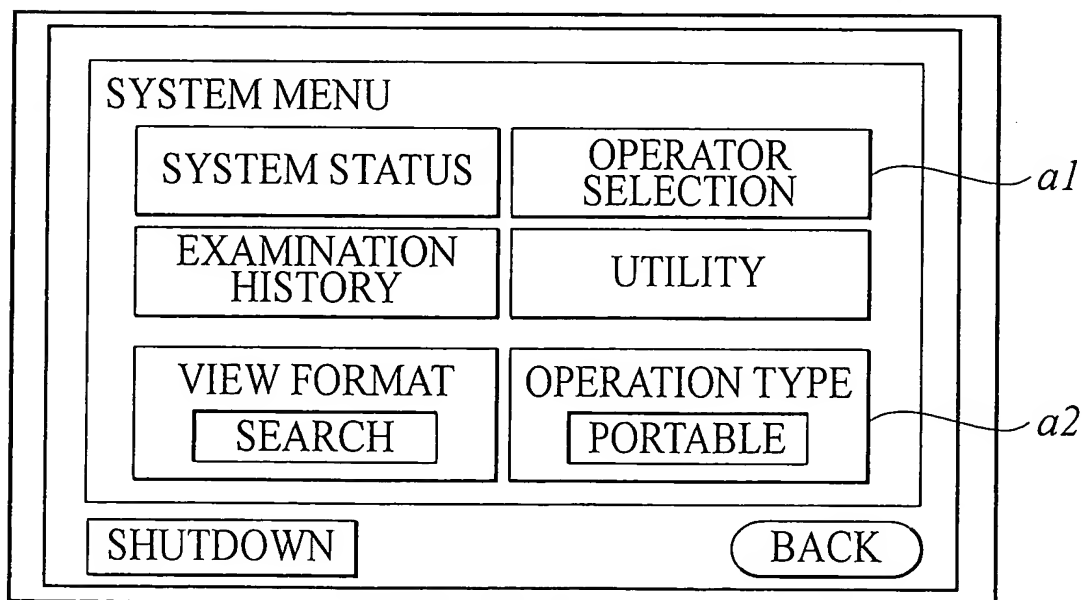 SYSTEM MENU
SYSTEM STATUS
OPERATOR
SELECTION
a1
EXAMINATION
HISTORY
UTILITY
VIEW FORMAT
SEARCH
OPERATION TYPE
PORTABLE
a2
SHUTDOWN
BACK